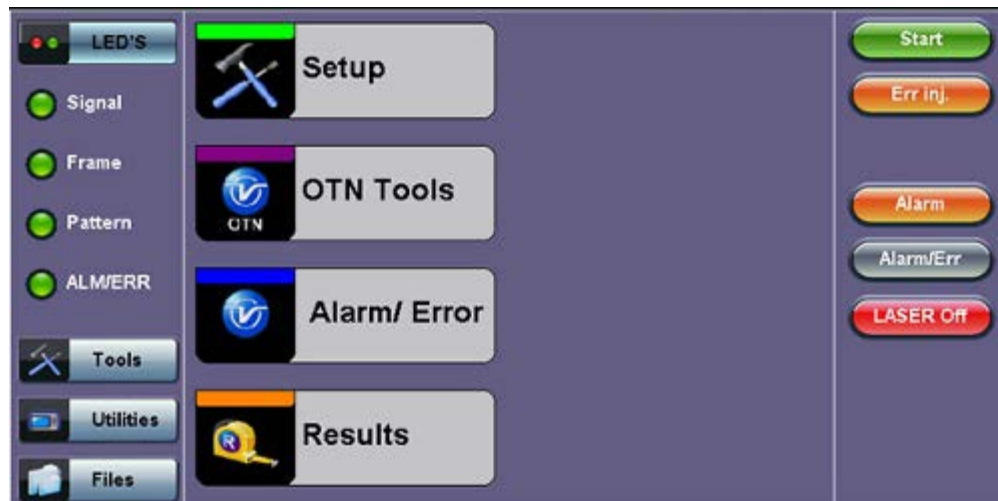 LED'S
Signal
Frame
Pattern
ALM/ERR
Tools
Utilities
Files
Setup
OTN
OTN Tools
Alarm/ Error
R
Results
Start
Err inj.
Alarm
Alarm/Err
LASER Off